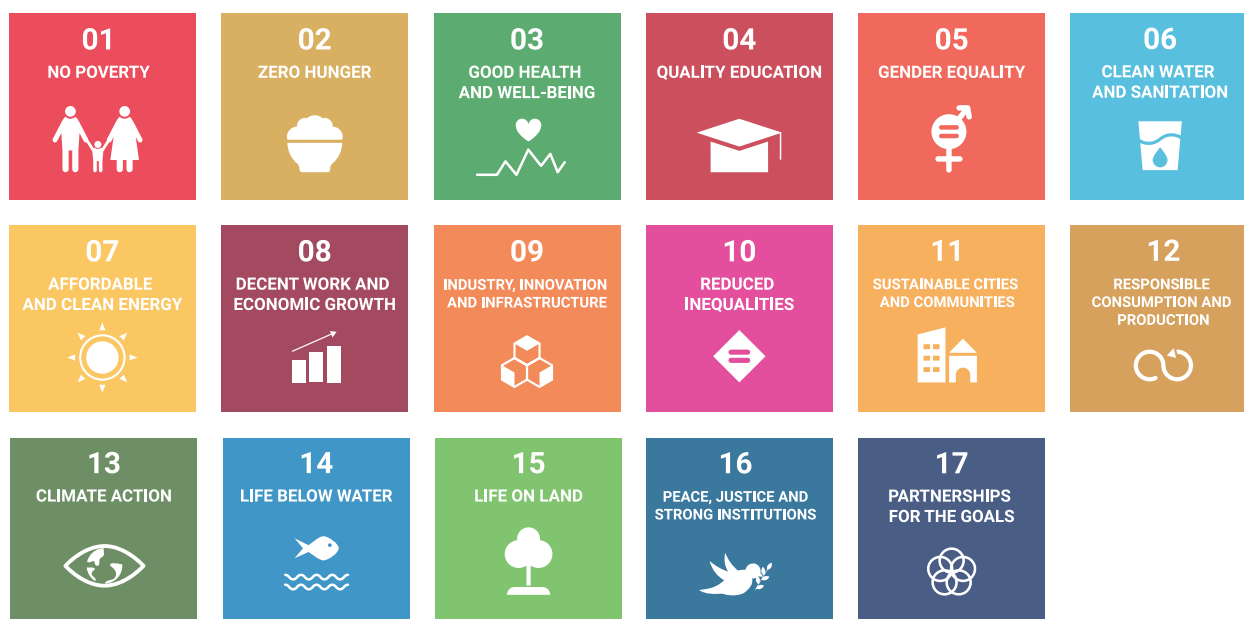 01
NO POVERTY
02
ZERO HUNGER
03
GOOD HEALTH
AND WELL-BEING
04
QUALITY EDUCATION
05
GENDER EQUALITY
06
CLEAN WATER
AND SANITATION
07
AFFORDABLE
AND CLEAN ENERGY
08
DECENT WORK AND
ECONOMIC GROWTH
09
INDUSTRY, INNOVATION
AND INFRASTRUCTURE
10
REDUCED
INEQUALITIES
11
SUSTAINABLE CITIES
AND COMMUNITIES
12
RESPONSIBLE
CONSUMPTION AND
PRODUCTION
13
CLIMATE ACTION
14
LIFE BELOW WATER
15
LIFE ON LAND
16
PEACE, JUSTICE AND
STRONG INSTITUTIONS
17
PARTNERSHIPS
FOR THE GOALS